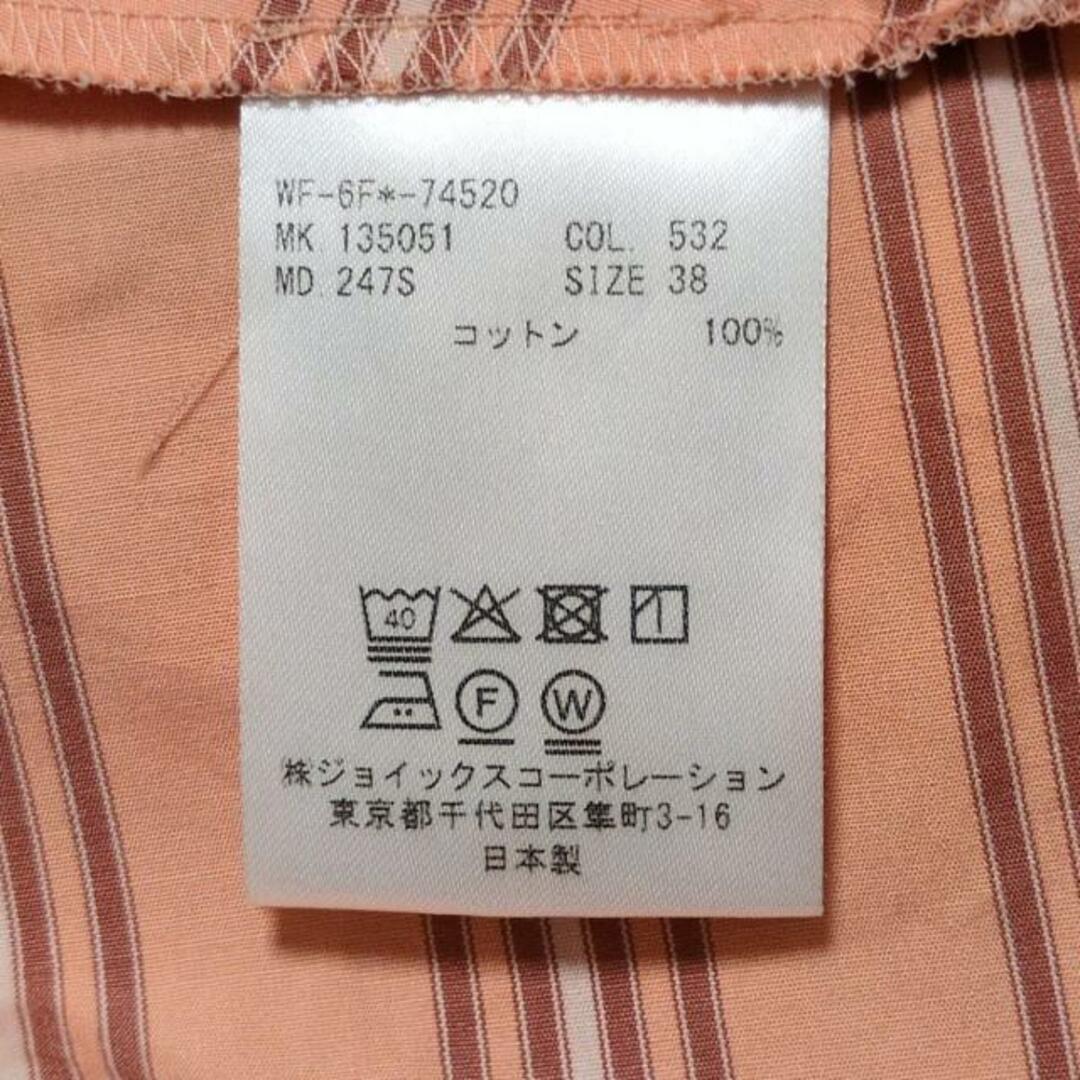 WF-6F*-74520
MK 135051 COL. 532
MD 247S SIZE 38
コットン 100%
40
F W
㈱ジョイックスコーポレーション
東京都千代田区隼町3-16
日本製